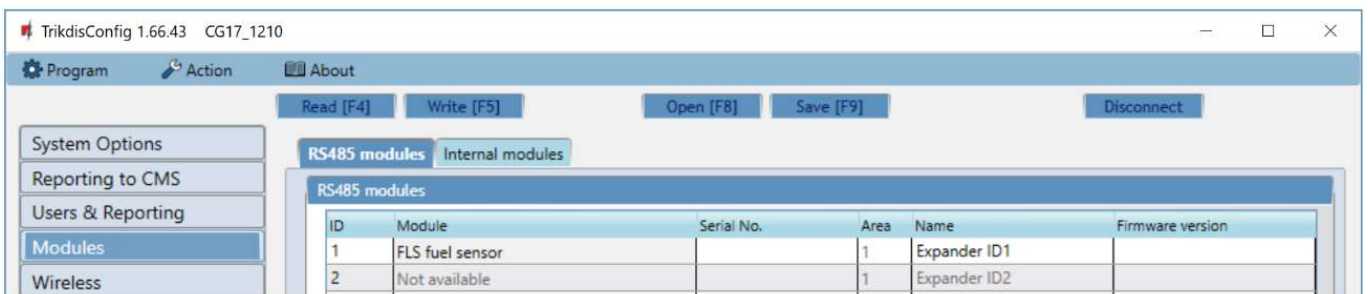 TrikdisConfig 1.66.43 CG17_1210
Program Action About
Read [F4] Write [F5] Open [F8] Save [F9] Disconnect
System Options
Reporting to CMS
Users & Reporting
Modules
Wireless
RS485 modules Internal modules
RS485 modules
ID Module Serial No. Area Name Firmware version
1 FLS fuel sensor 1 Expander ID1
2 Not available 1 Expander ID2